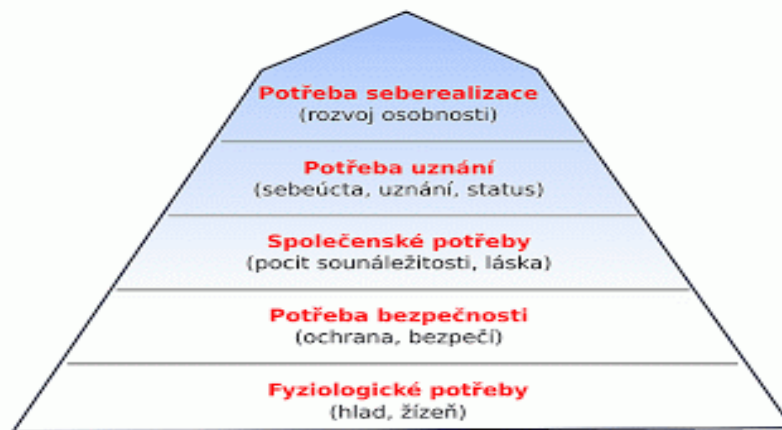 Potřeba seberealizace
(rozvoj osobnosti)
Potřeba uznání
(sebeúcta, uznání, status)
Společenské potřeby
(pocit sounáležitosti, láska)
Potřeba bezpečnosti
(ochrana, bezpečí)
Fyziologické potřeby
(hlad, žízeň)